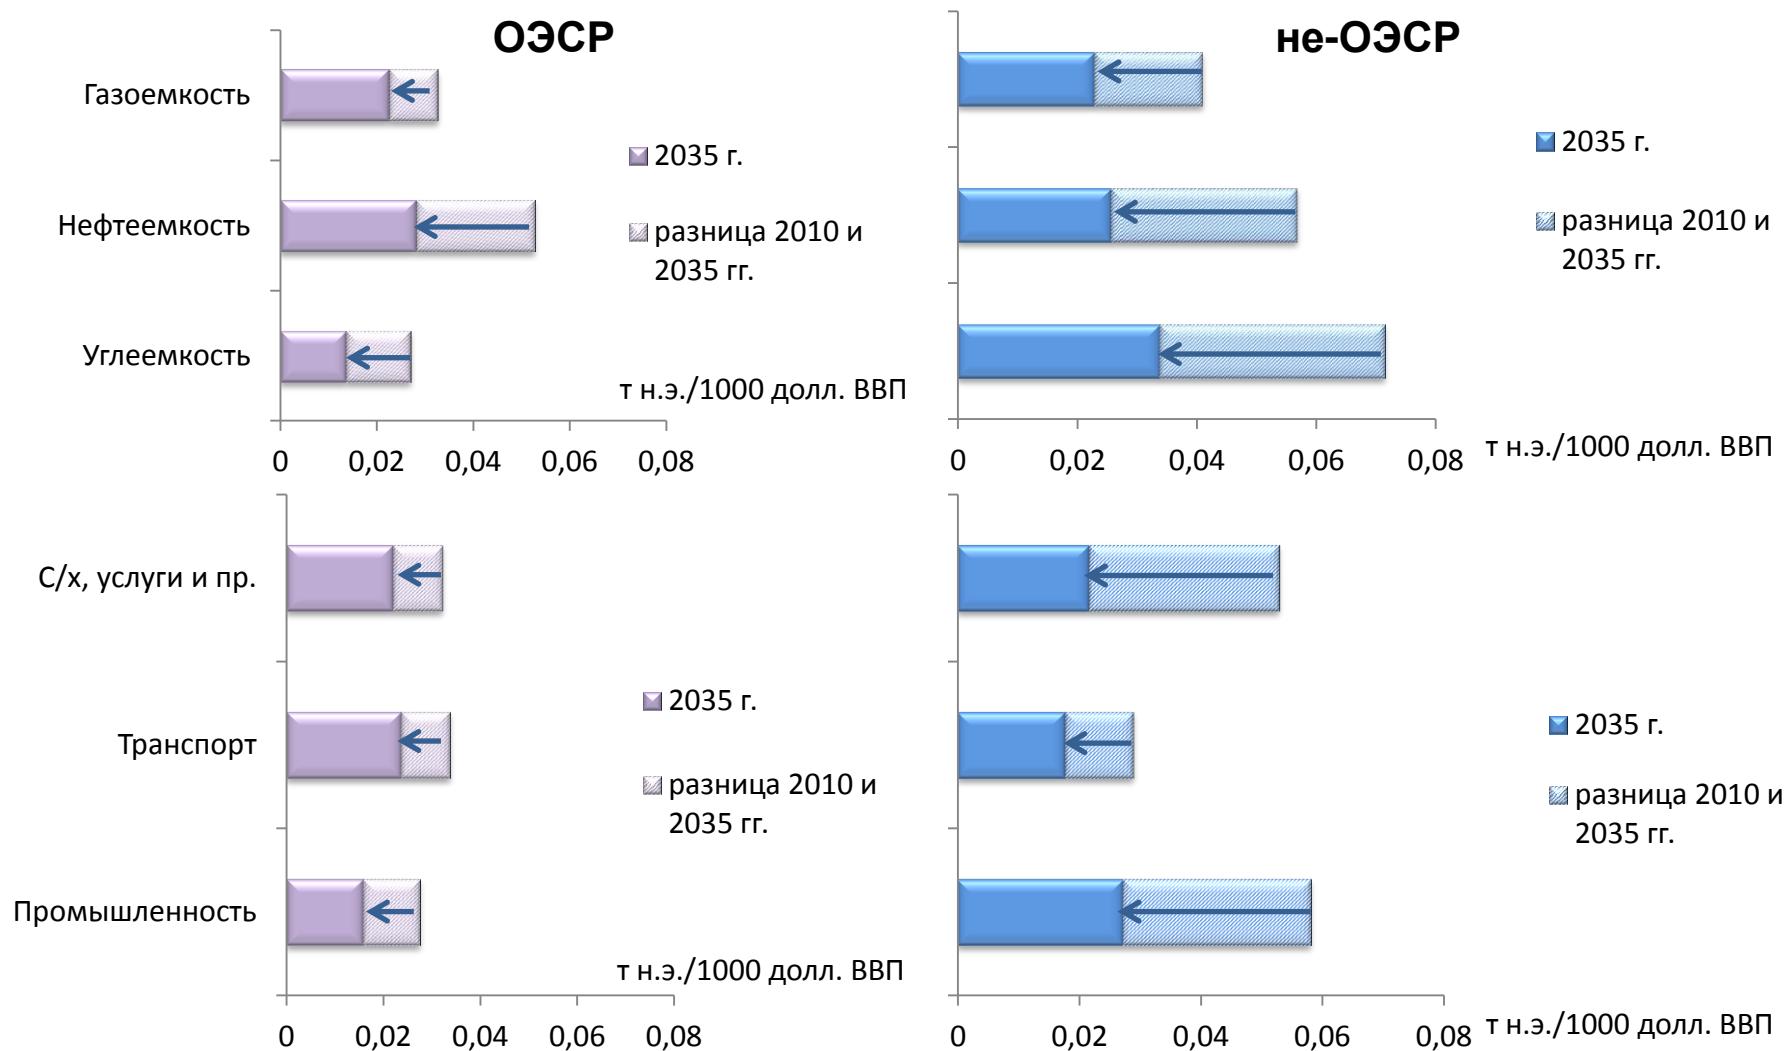 ОЭСР
Газоемкость
Нефтеемкость
Углеемкость
2035 г.
разница 2010 и
2035 гг.
т н.э./1000 долл. ВВП
0 0,02 0,04 0,06 0,08
не-ОЭСР
2035 г.
разница 2010 и
2035 гг.
0 0,02 0,04 0,06 0,08
т н.э./1000 долл. ВВП
С/х, услуги и пр.
Транспорт
Промышленность
2035 г.
разница 2010 и
2035 гг.
т н.э./1000 долл. ВВП
0 0,02 0,04 0,06 0,08
2035 г.
разница 2010 и
2035 гг.
0 0,02 0,04 0,06 0,08
т н.э./1000 долл. ВВП